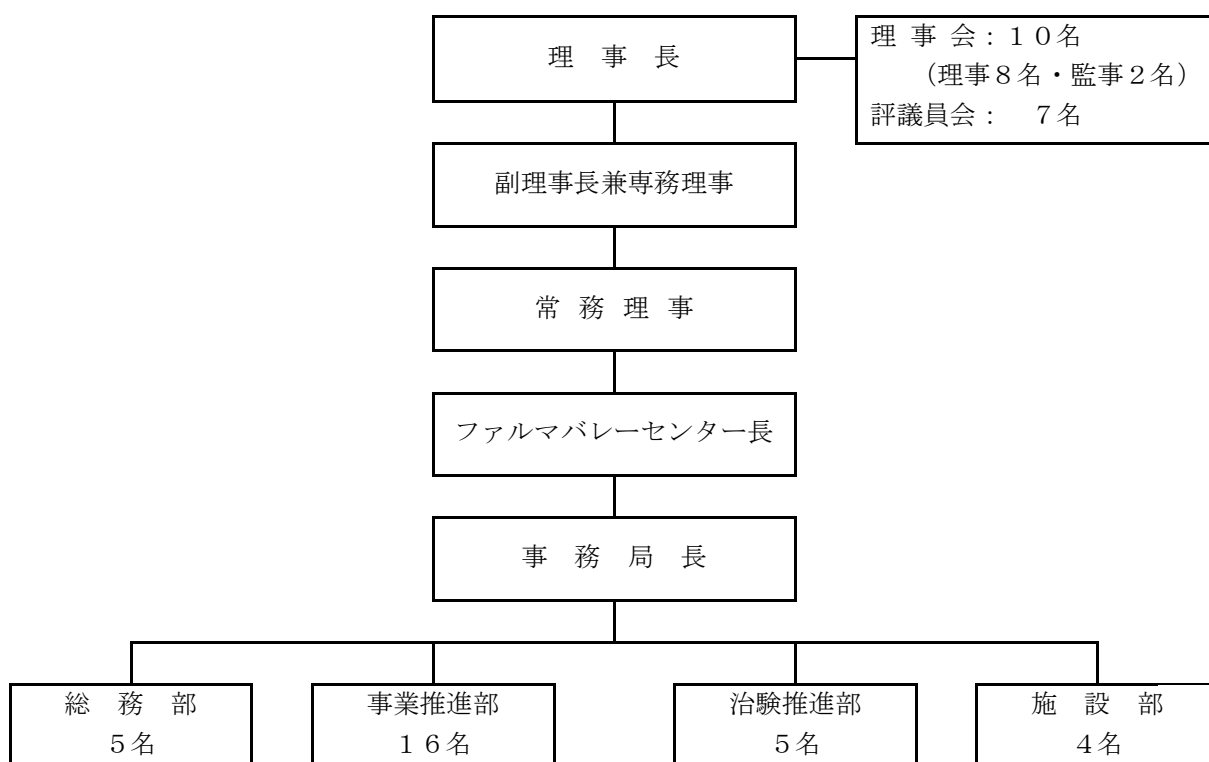 理　事　長
理 事 会：１０名
（理事８名・監事２名）
評議員会：　７名
副理事長兼専務理事
常 務 理 事
ファルマバレーセンター長
事　務　局　長
総　務　部
５名
事業推進部
１６名
治験推進部
５名
施　設　部
４名